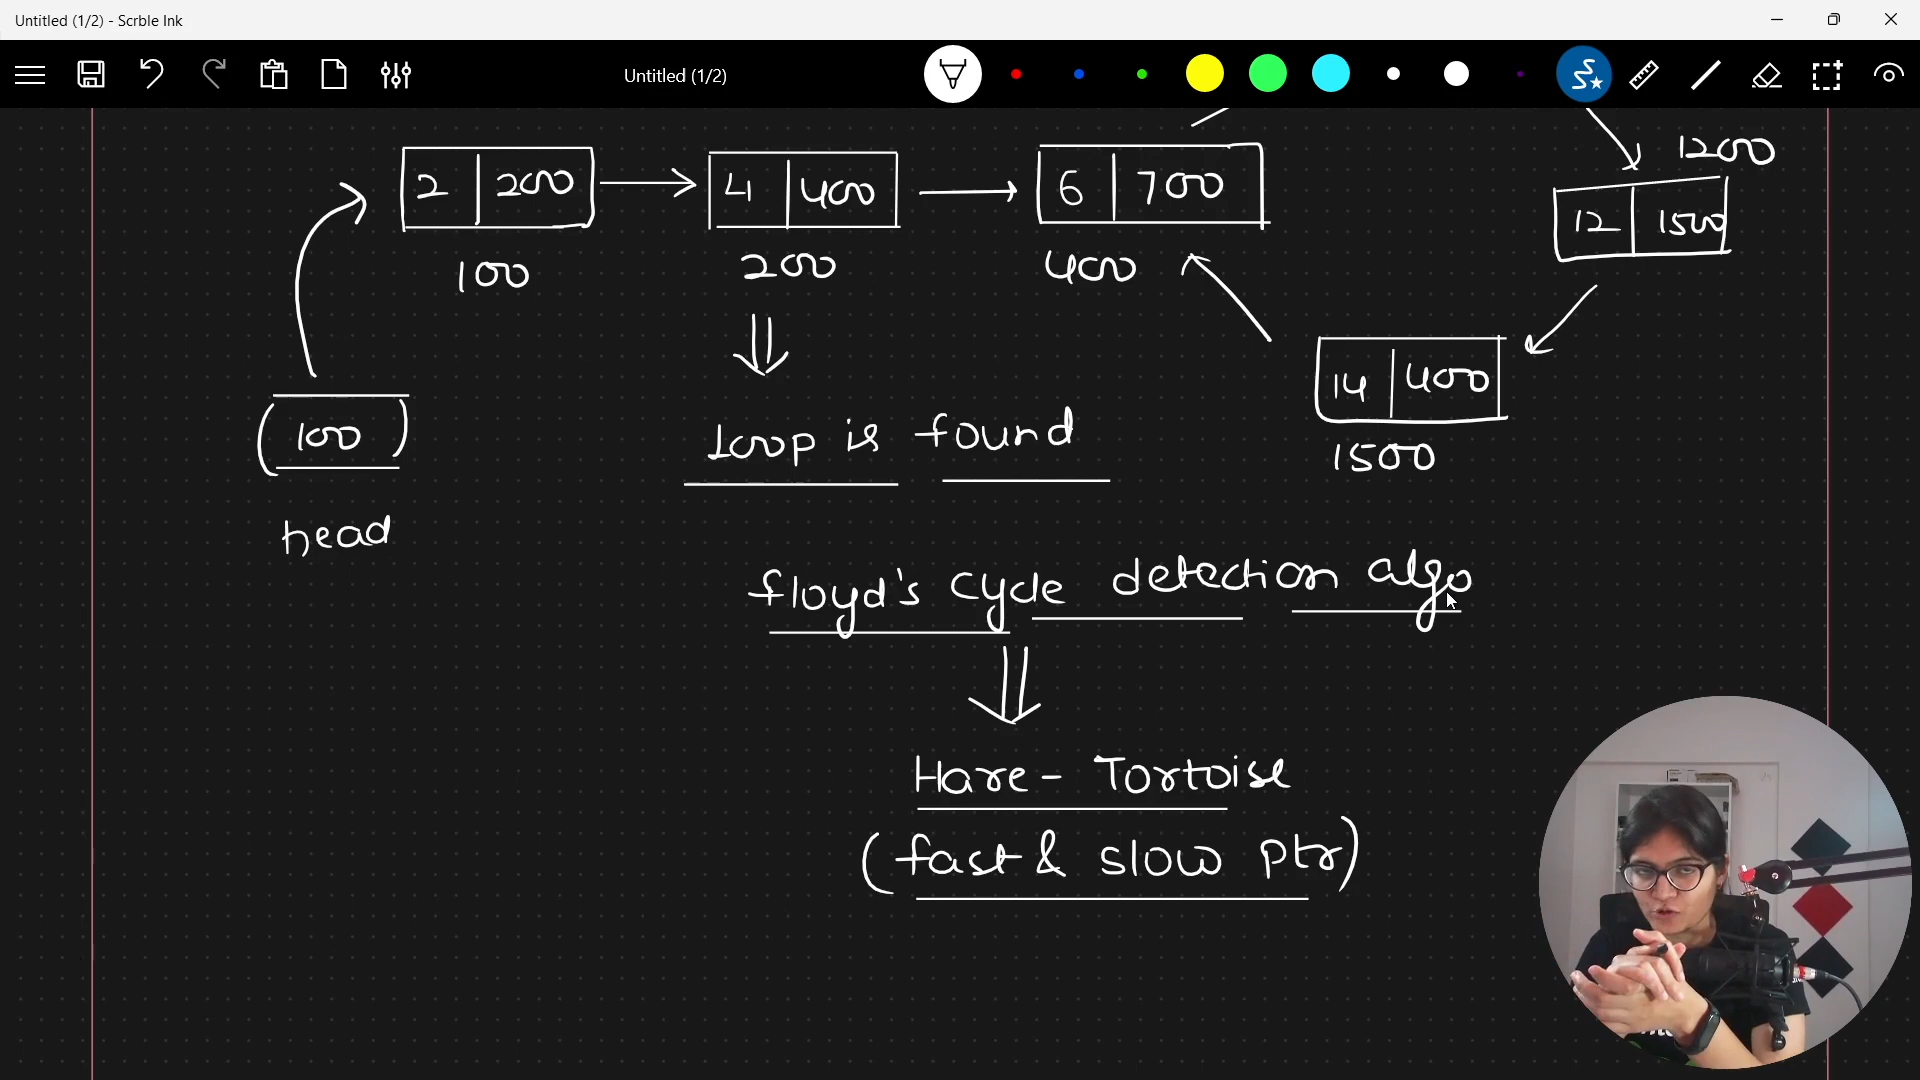 Untitled (1/2) - Scrble Ink
Untitled (1/2)
1200
2 200
4 400
6 700
12 1500
100
200
400
14 400
100
Loop is found
1500
head
floyd's cycle detection algo
Hare - Tortoise
(fast & slow ptr)